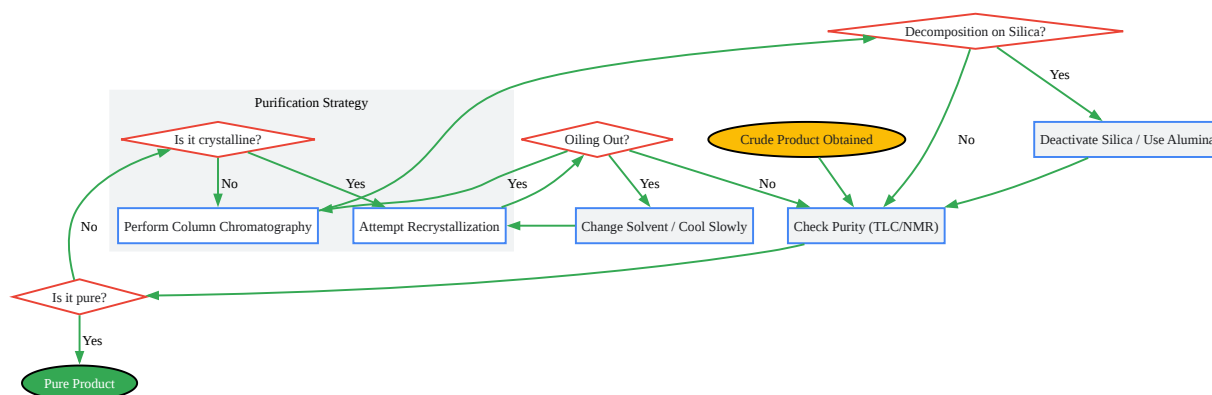 Decomposition on Silica?
Yes
No
Purification Strategy
Is it crystalline?
Oiling Out?
Crude Product Obtained
Deactivate Silica / Use Alumina
No
Yes
Yes
Yes
No
Perform Column Chromatography
Attempt Recrystallization
Change Solvent / Cool Slowly
Check Purity (TLC/NMR)
No
Is it pure?
Yes
Pure Product